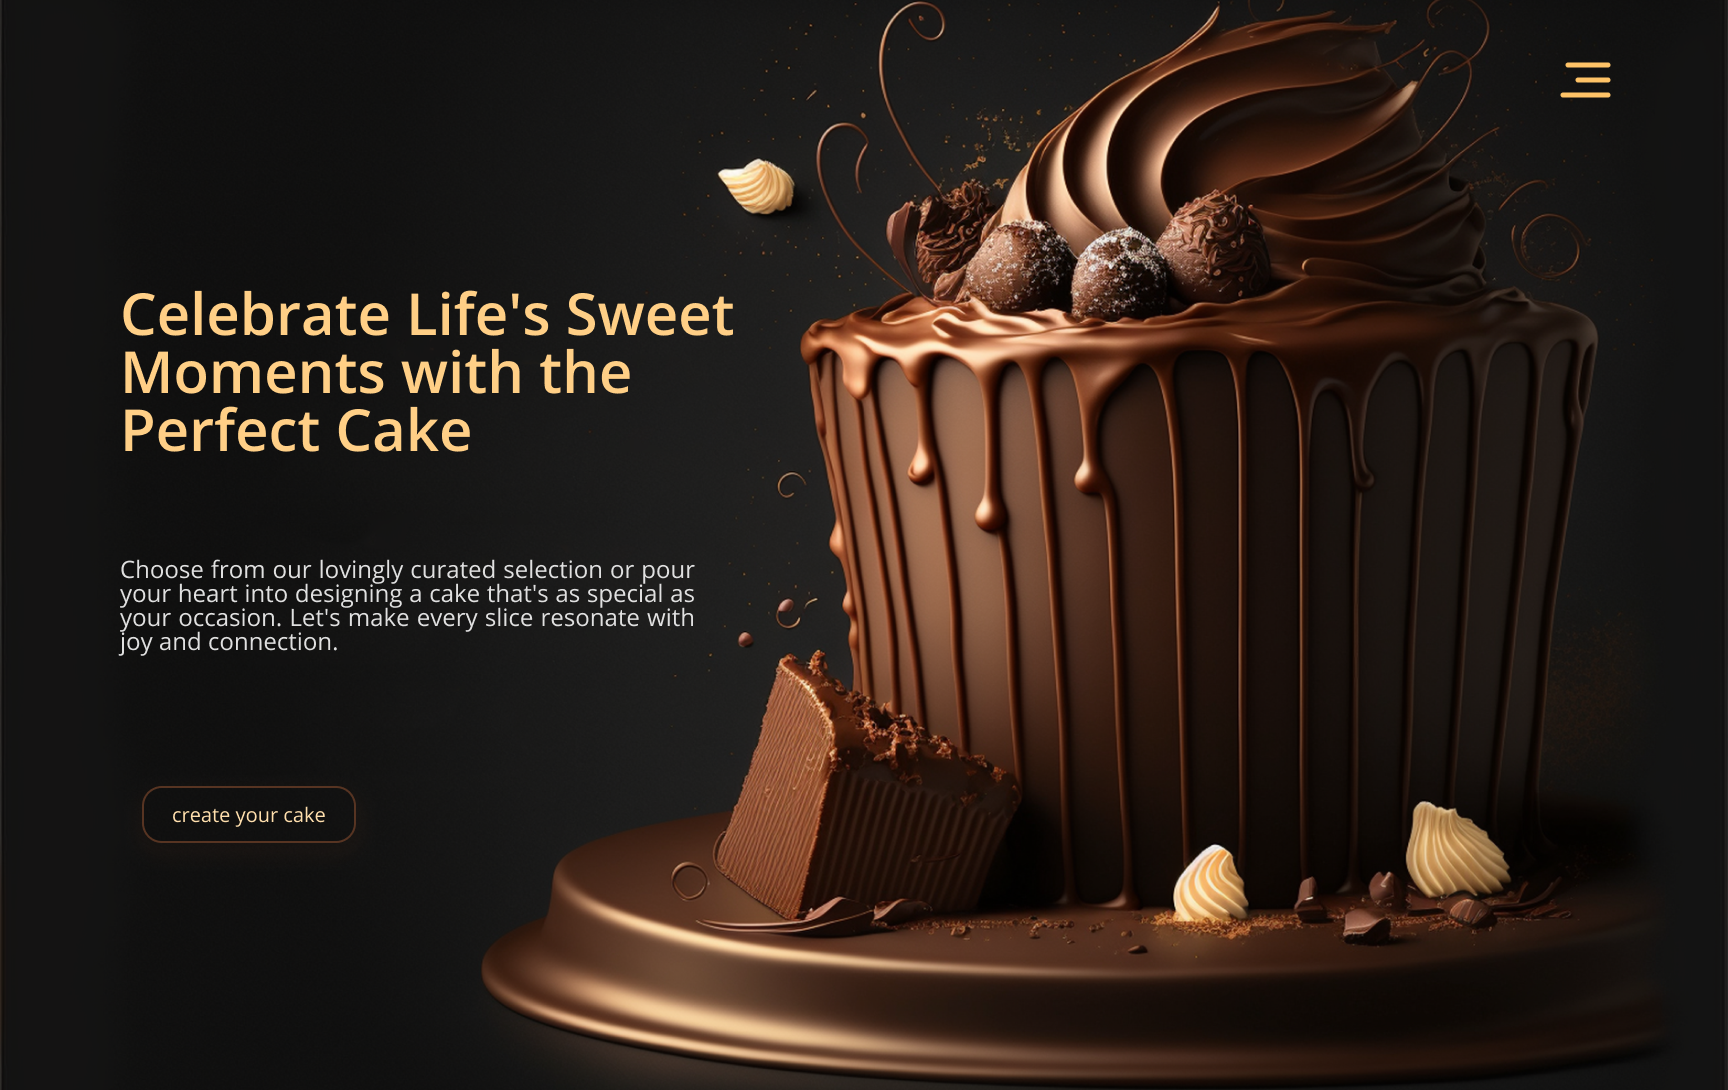 Celebrate Life's Sweet
Moments with the
Perfect Cake
Choose from our lovingly curated selection or pour
your heart into designing a cake that's as special as
your occasion. Let's make every slice resonate with
joy and connection.
create your cake